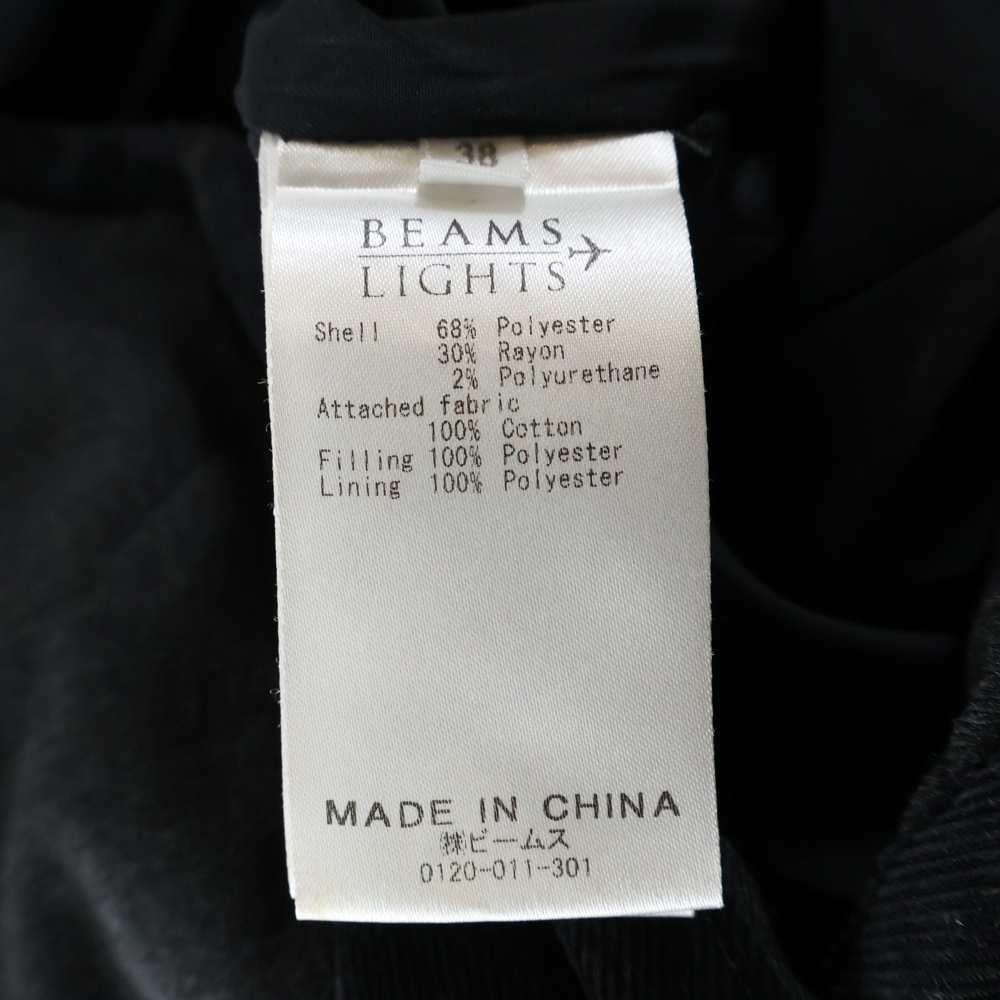 38
BEAMS
LIGHTS
Shell 68% Polyester
30% Rayon
2% Polyurethane
Attached fabric
100% Cotton
Filling 100% Polyester
Lining 100% Polyester
MADE IN CHINA
㈱ビームス
0120-011-301